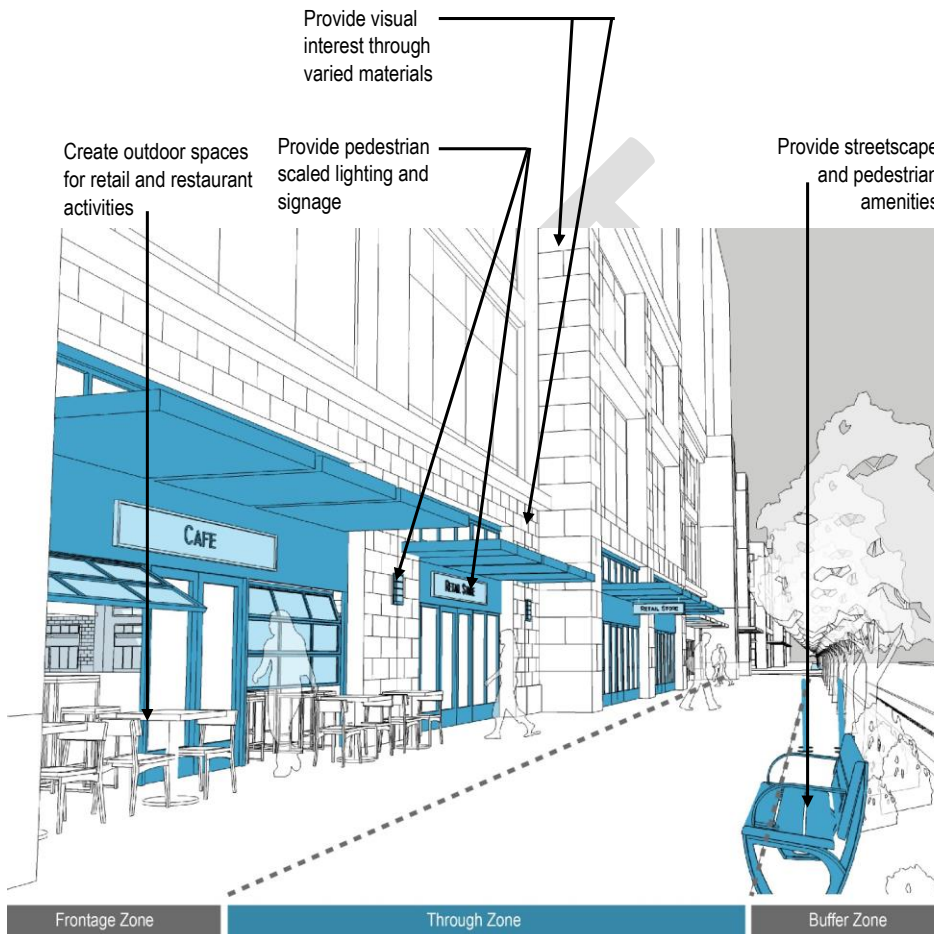 Provide visual
interest through
varied materials
Create outdoor spaces
for retail and restaurant
activities
Provide pedestrian
scaled lighting and
signage
Provide streetscape
and pedestrian
amenities
CAFE
RETAIL STORE
RETAIL STORE
Frontage Zone
Through Zone
Buffer Zone